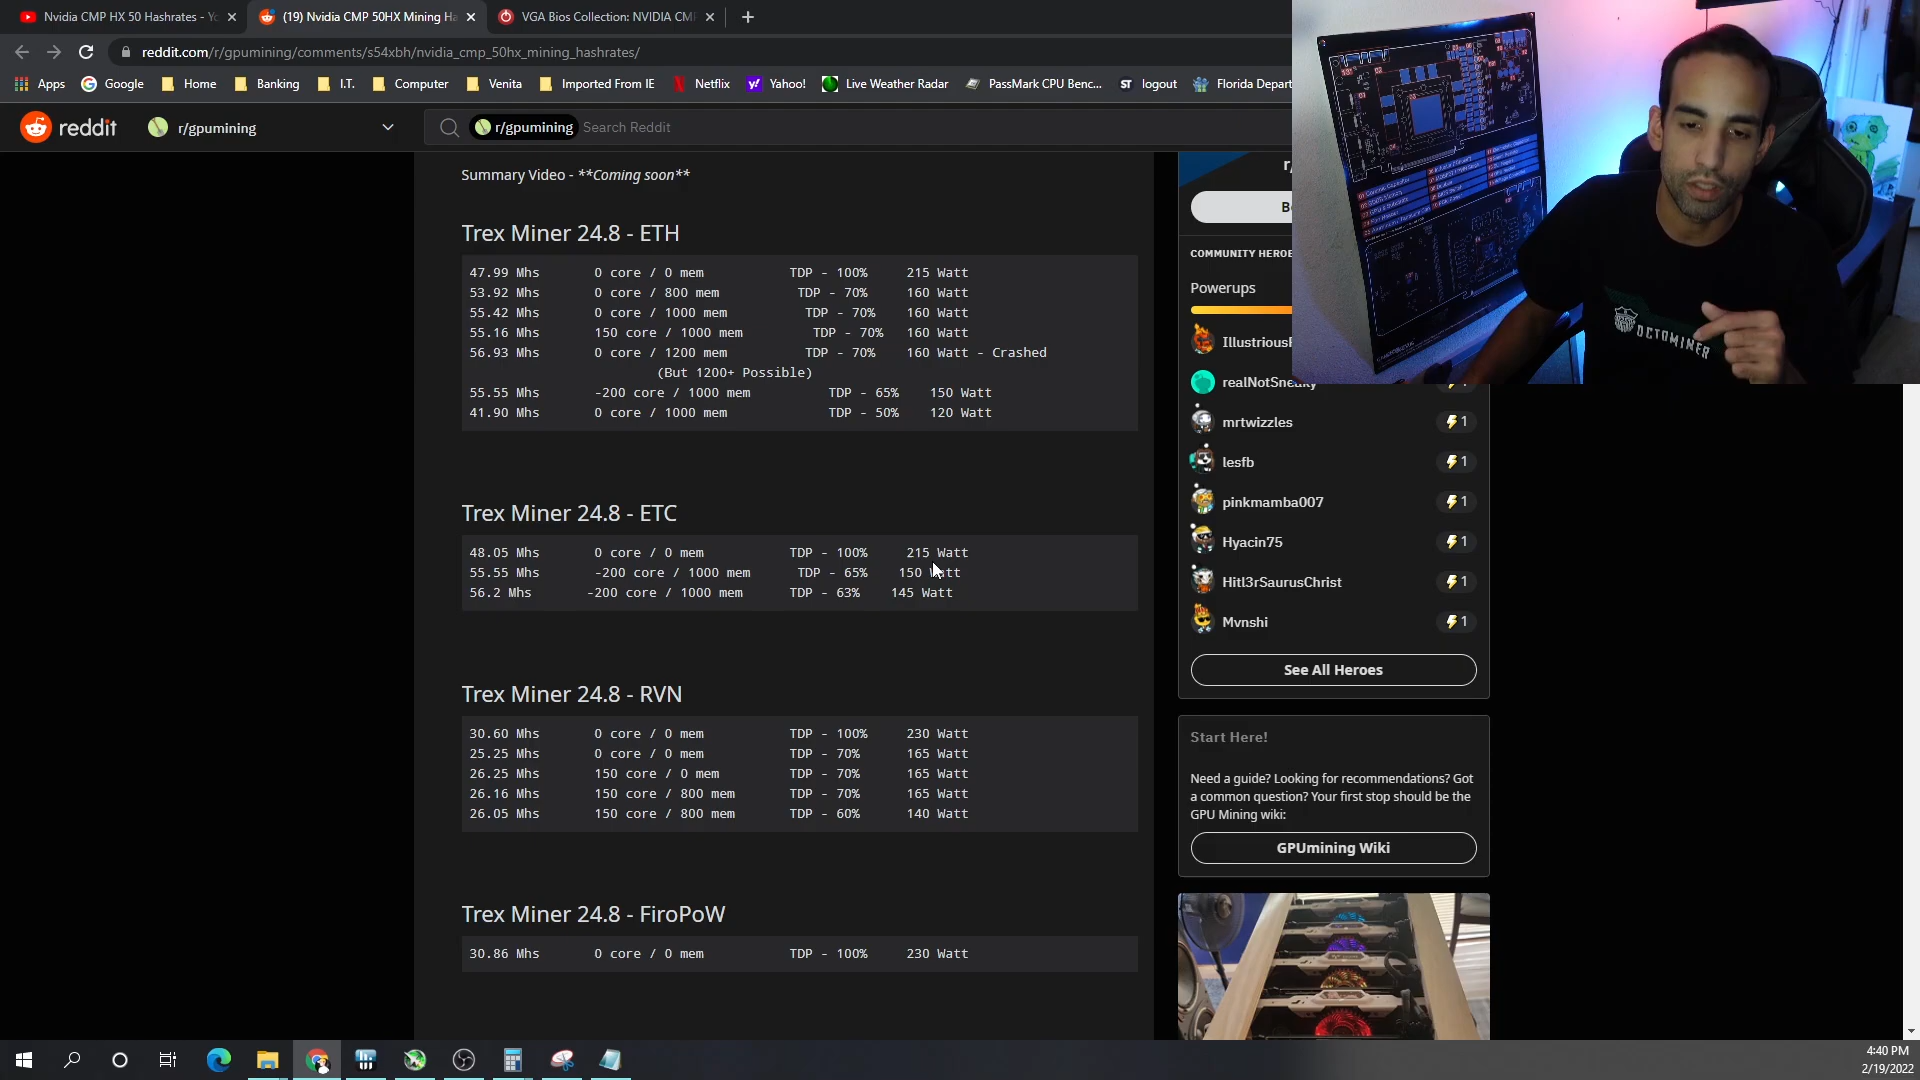 Nvidia CMP HX 50 Hashrates - Yo
(19) Nvidia CMP 50HX Mining Ha
VGA Bios Collection: NVIDIA CM
reddit.com/r/gpumining/comments/s54xbh/nvidia_cmp_50hx_mining_hashrates/
Apps Google Home Banking I.T. Computer Venita Imported From IE Netflix Yahoo! Live Weather Radar PassMark CPU Benc... ST logout Florida Depart
reddit r/gpumining r/gpumining Search Reddit
Summary Video - **Coming soon**
Trex Miner 24.8 - ETH
47.99 Mhs 0 core / 0 mem TDP - 100% 215 Watt
53.92 Mhs 0 core / 800 mem TDP - 70% 160 Watt
55.42 Mhs 0 core / 1000 mem TDP - 70% 160 Watt
55.16 Mhs 150 core / 1000 mem TDP - 70% 160 Watt
56.93 Mhs 0 core / 1200 mem TDP - 70% 160 Watt - Crashed
(But 1200+ Possible)
55.55 Mhs -200 core / 1000 mem TDP - 65% 150 Watt
41.90 Mhs 0 core / 1000 mem TDP - 50% 120 Watt
Trex Miner 24.8 - ETC
48.05 Mhs 0 core / 0 mem TDP - 100% 215 Watt
55.55 Mhs -200 core / 1000 mem TDP - 65% 150 Watt
56.2 Mhs -200 core / 1000 mem TDP - 63% 145 Watt
Trex Miner 24.8 - RVN
30.60 Mhs 0 core / 0 mem TDP - 100% 230 Watt
25.25 Mhs 0 core / 0 mem TDP - 70% 165 Watt
26.25 Mhs 150 core / 0 mem TDP - 70% 165 Watt
26.16 Mhs 150 core / 800 mem TDP - 70% 165 Watt
26.05 Mhs 150 core / 800 mem TDP - 60% 140 Watt
Trex Miner 24.8 - FiroPoW
30.86 Mhs 0 core / 0 mem TDP - 100% 230 Watt
COMMUNITY HEROE
Powerups
IllustriousF
realNotSneaky
mrtwizzles 1
lesfb 1
pinkmamba007 1
Hyacin75 1
Hitl3rSaurusChrist 1
Mvnshi 1
See All Heroes
Start Here!
Need a guide? Looking for recommendations? Got
a common question? Your first stop should be the
GPU Mining wiki:
GPUmining Wiki
OCTOMINER
4:40 PM
2/19/2022